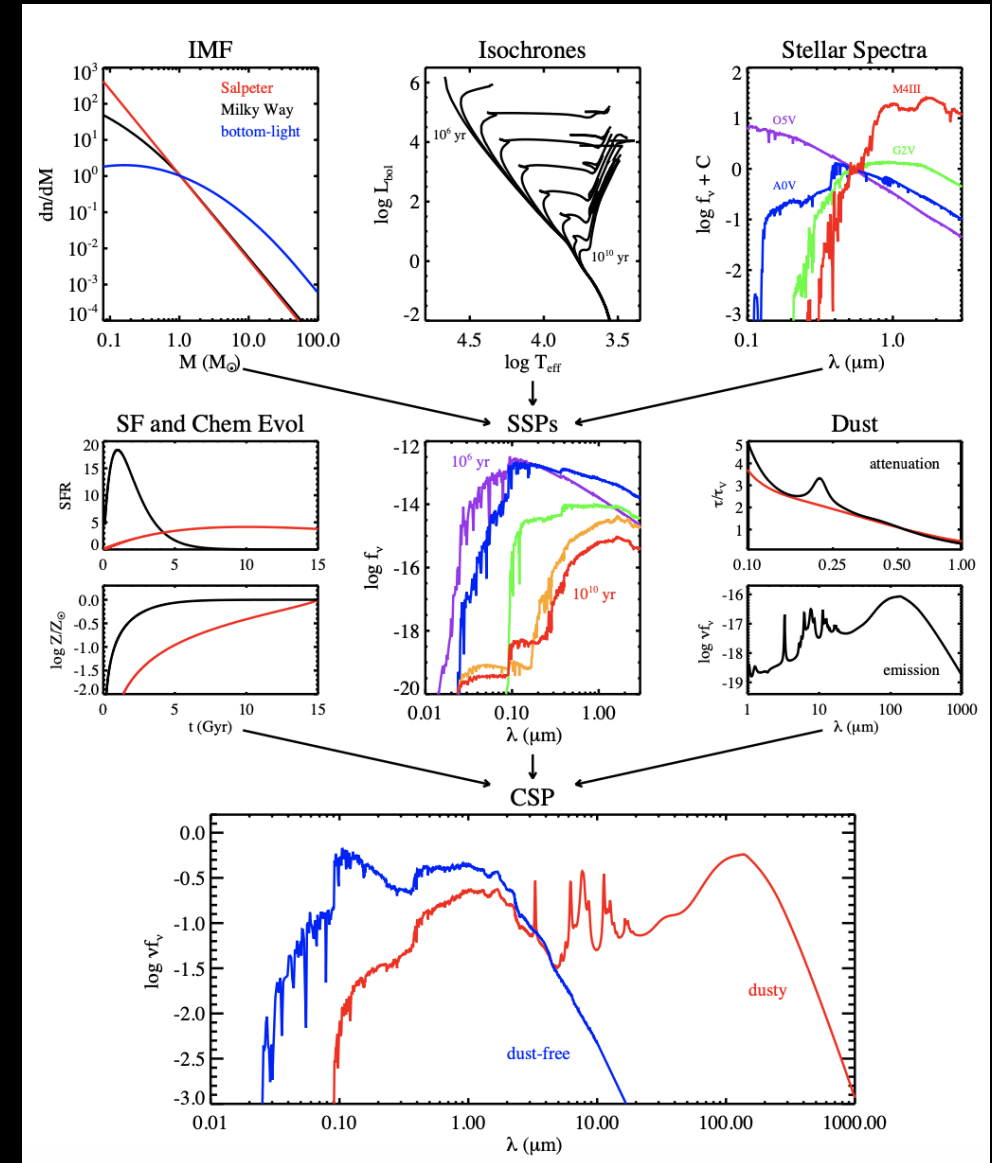 IMF
10³
10²
10¹
10⁰
10⁻¹
10⁻²
10⁻³
10⁻⁴
dn/dM
Salpeter
Milky Way
bottom-light
0.1
1.0
10.0
100.0
M (M☉)
Isochrones
6
4
2
0
-2
log L_bol
10⁶ yr
10¹⁰ yr
4.5
4.0
3.5
log T_eff
Stellar Spectra
2
1
0
-1
-2
-3
log f_ν + C
M4III
O5V
G2V
A0V
0.1
1.0
λ (μm)
SF and Chem Evol
20
15
10
5
0
SFR
0
5
10
15
0.0
-0.5
-1.0
-1.5
-2.0
log Z/Z☉
0
5
10
15
t (Gyr)
SSPs
-12
-14
-16
-18
-20
log f_ν
10⁶ yr
10¹⁰ yr
0.01
0.10
1.00
λ (μm)
Dust
5
4
3
2
1
τ/τ_V
attenuation
0.10
0.25
0.50
1.00
-16
-17
-18
-19
log νf_ν
emission
1
10
100
1000
λ (μm)
CSP
0.0
-0.5
-1.0
-1.5
-2.0
-2.5
-3.0
log νf_ν
dusty
dust-free
0.01
0.10
1.00
10.00
100.00
1000.00
λ (μm)